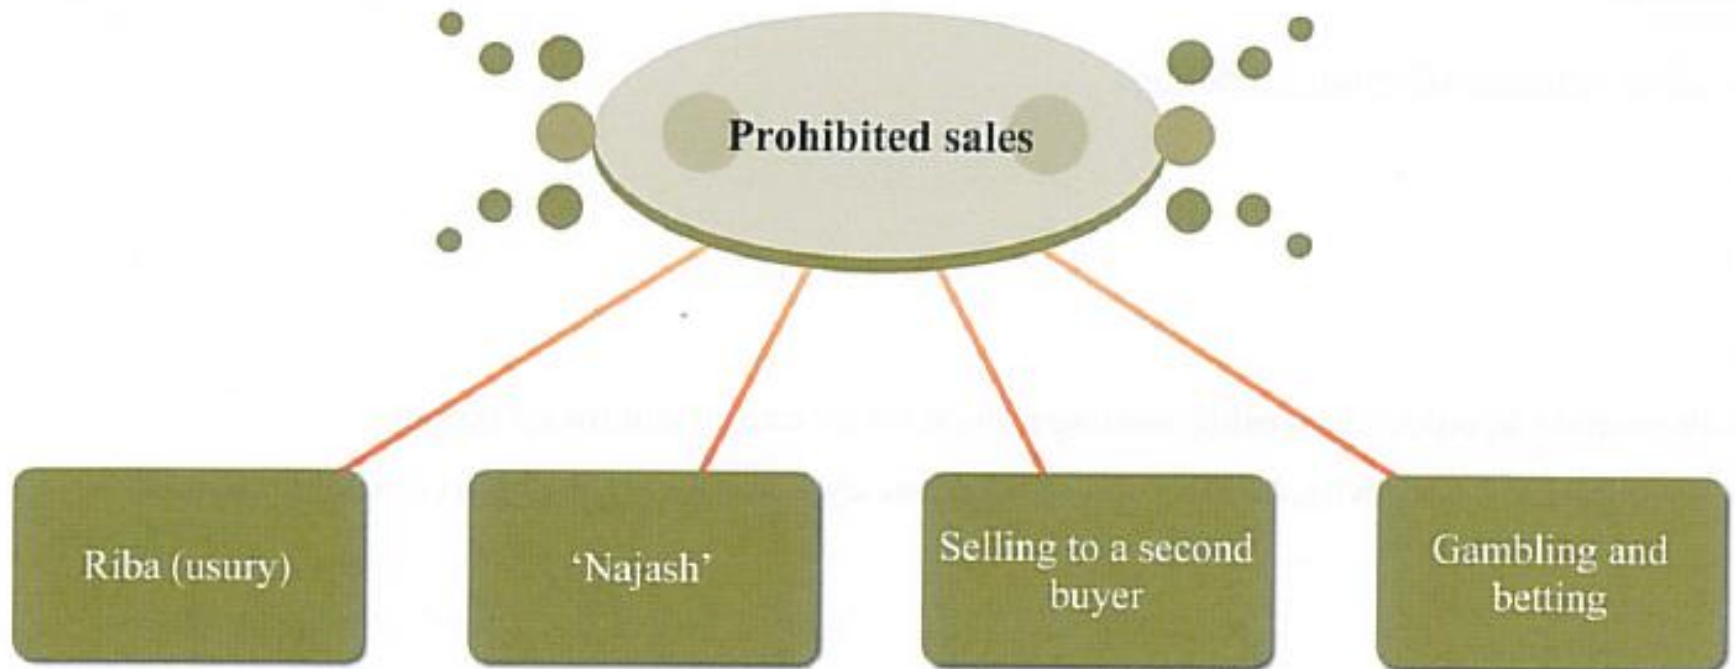 Prohibited sales
Riba (usury)
‘Najash’
Selling to a second
buyer
Gambling and
betting